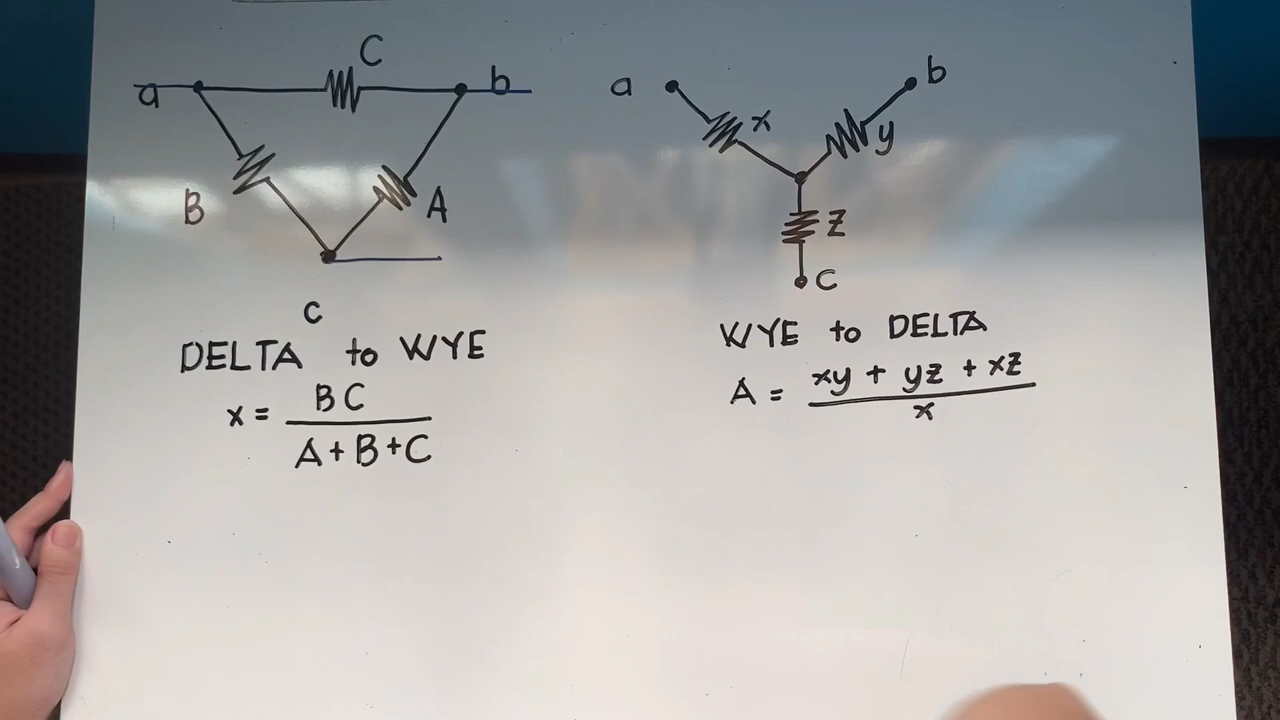 C
a
b
B
A
c
DELTA to WYE
x = BC / A+B+C
a
b
x
y
Z
C
WYE to DELTA
A = xy + yz + xz / x